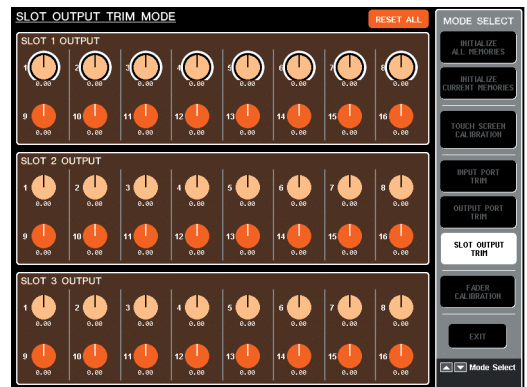 SLOT OUTPUT TRIM MODE
RESET ALL
SLOT 1 OUTPUT
1 2 3 4 5 6 7 8
0.00 0.00 0.00 0.00 0.00 0.00 0.00 0.00
9 10 11 12 13 14 15 16
0.00 0.00 0.00 0.00 0.00 0.00 0.00 0.00
SLOT 2 OUTPUT
1 2 3 4 5 6 7 8
0.00 0.00 0.00 0.00 0.00 0.00 0.00 0.00
9 10 11 12 13 14 15 16
0.00 0.00 0.00 0.00 0.00 0.00 0.00 0.00
SLOT 3 OUTPUT
1 2 3 4 5 6 7 8
0.00 0.00 0.00 0.00 0.00 0.00 0.00 0.00
9 10 11 12 13 14 15 16
0.00 0.00 0.00 0.00 0.00 0.00 0.00 0.00
MODE SELECT
INITIALIZE
ALL MEMORIES
INITIALIZE
CURRENT MEMORIES
TOUCH SCREEN
CALIBRATION
INPUT PORT
TRIM
OUTPUT PORT
TRIM
SLOT OUTPUT
TRIM
FADER
CALIBRATION
EXIT
Mode Select